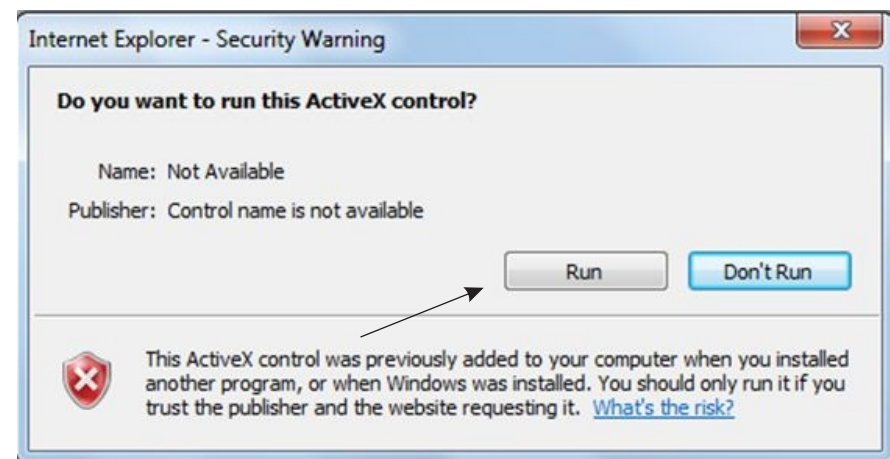 Internet Explorer - Security Warning
Do you want to run this ActiveX control?
Name: Not Available
Publisher: Control name is not available
Run Don't Run
This ActiveX control was previously added to your computer when you installed
another program, or when Windows was installed. You should only run it if you
trust the publisher and the website requesting it. What's the risk?